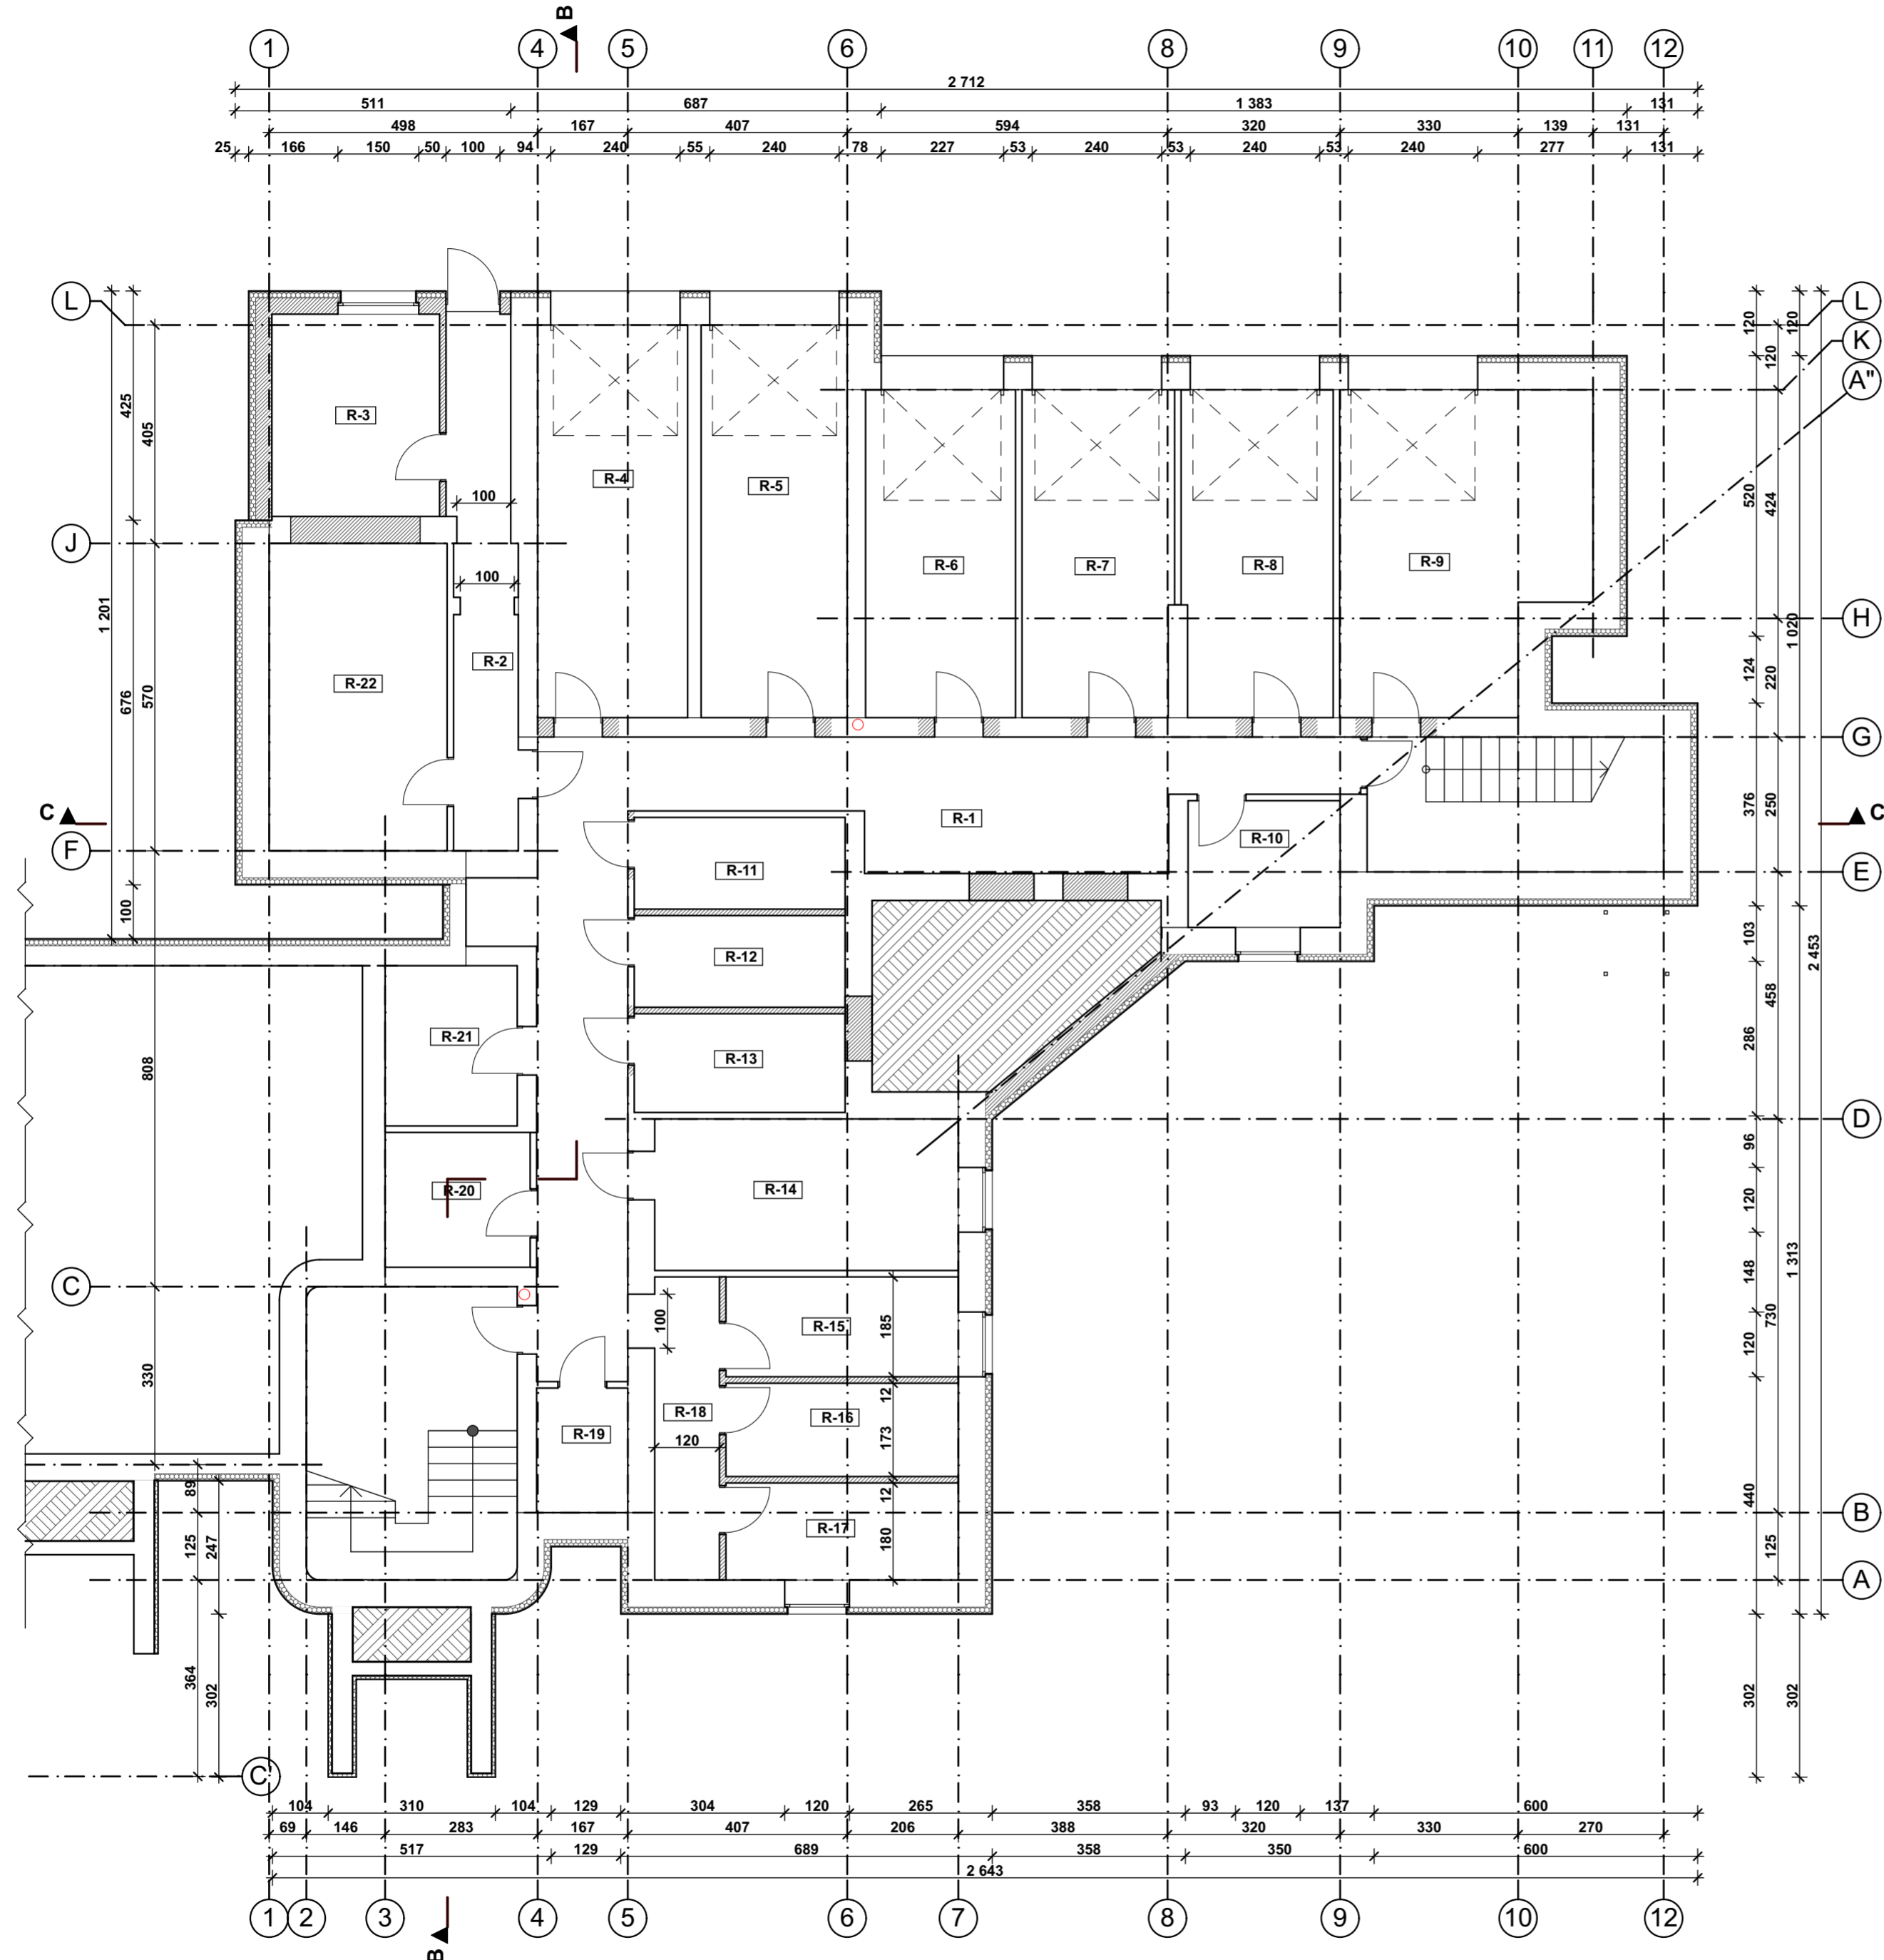 B
1 4 5 6 8 9 10 11 12
2 712
511 687 1 383 131
498 167 407 594 320 330 139 131
25 166 150 50 100 94 240 55 240 78 227 53 240 53 240 53 240 277 131
L L
K
A"
120 120 120
425 405
R-3
R-4 R-5
100
520 424
J
R-6 R-7 R-8 R-9
100
1 201 676 570
H
1 020
R-2
R-22
124 220
G
C C
376 250
R-1
R-10
F
R-11 E
100
103
R-12
2 453
458
R-21
R-13
286
808
D
96
R-20 R-14
120
1 313
148
C
730
100
R-15 185
120
330
12
R-18 R-16
R-19 173
120
89 12
440
B
R-17
125 247 180 125
A
364 302
302 302
C
104 310 104 129 304 120 265 358 93 120 137 600
69 146 283 167 407 206 388 320 330 270
517 129 689 358 350 600
2 643
1 2 3 4 5 6 7 8 9 10 12
B